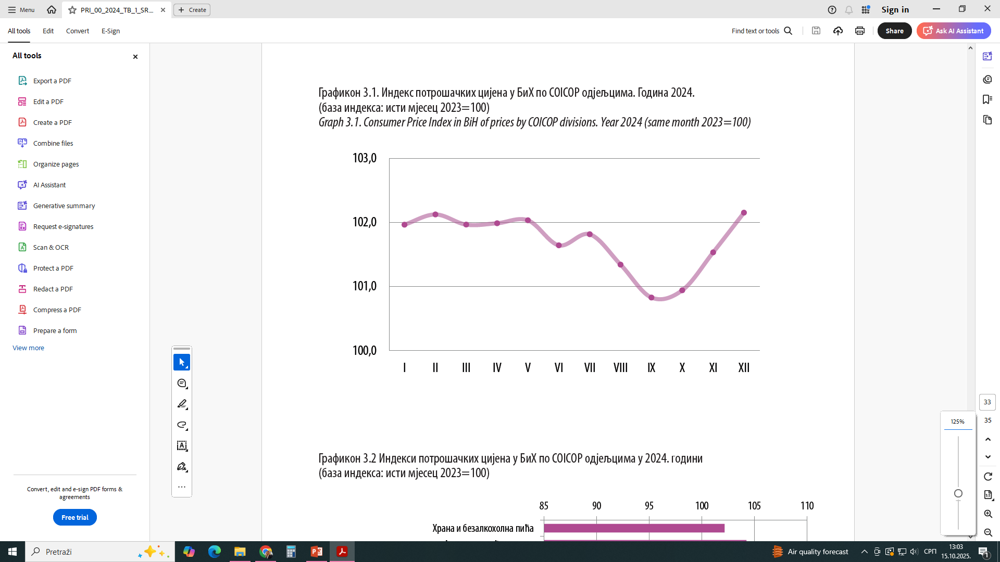 Menu
PRI_00_2024_TB_1_SR...
Create
Sign in
All tools
Edit
Convert
E-Sign
Find text or tools
Share
Ask AI Assistant
All tools
Export a PDF
Edit a PDF
Create a PDF
Combine files
Organize pages
AI Assistant
Generative summary
Request e-signatures
Scan & OCR
Protect a PDF
Redact a PDF
Compress a PDF
Prepare a form
View more
Convert, edit and e-sign PDF forms &
agreements
Free trial
Графикон 3.1. Индекс потрошачких цијена у БиХ по COICOP одјељцима. Година 2024.
(база индекса: исти мјесец 2023=100)
Graph 3.1. Consumer Price Index in BiH of prices by COICOP divisions. Year 2024 (same month 2023=100)
103,0
102,0
101,0
100,0
I II III IV V VI VII VIII IX X XI XII
Графикон 3.2 Индекси потрошачких цијена у БиХ по COICOP одјељцима у 2024. години
(база индекса: исти мјесец 2023=100)
85 90 95 100 105 110
Храна и безалкохолна пића
33
35
125%
1:1
Pretraži
Air quality forecast
СРП
13:03
15.10.2025.
1